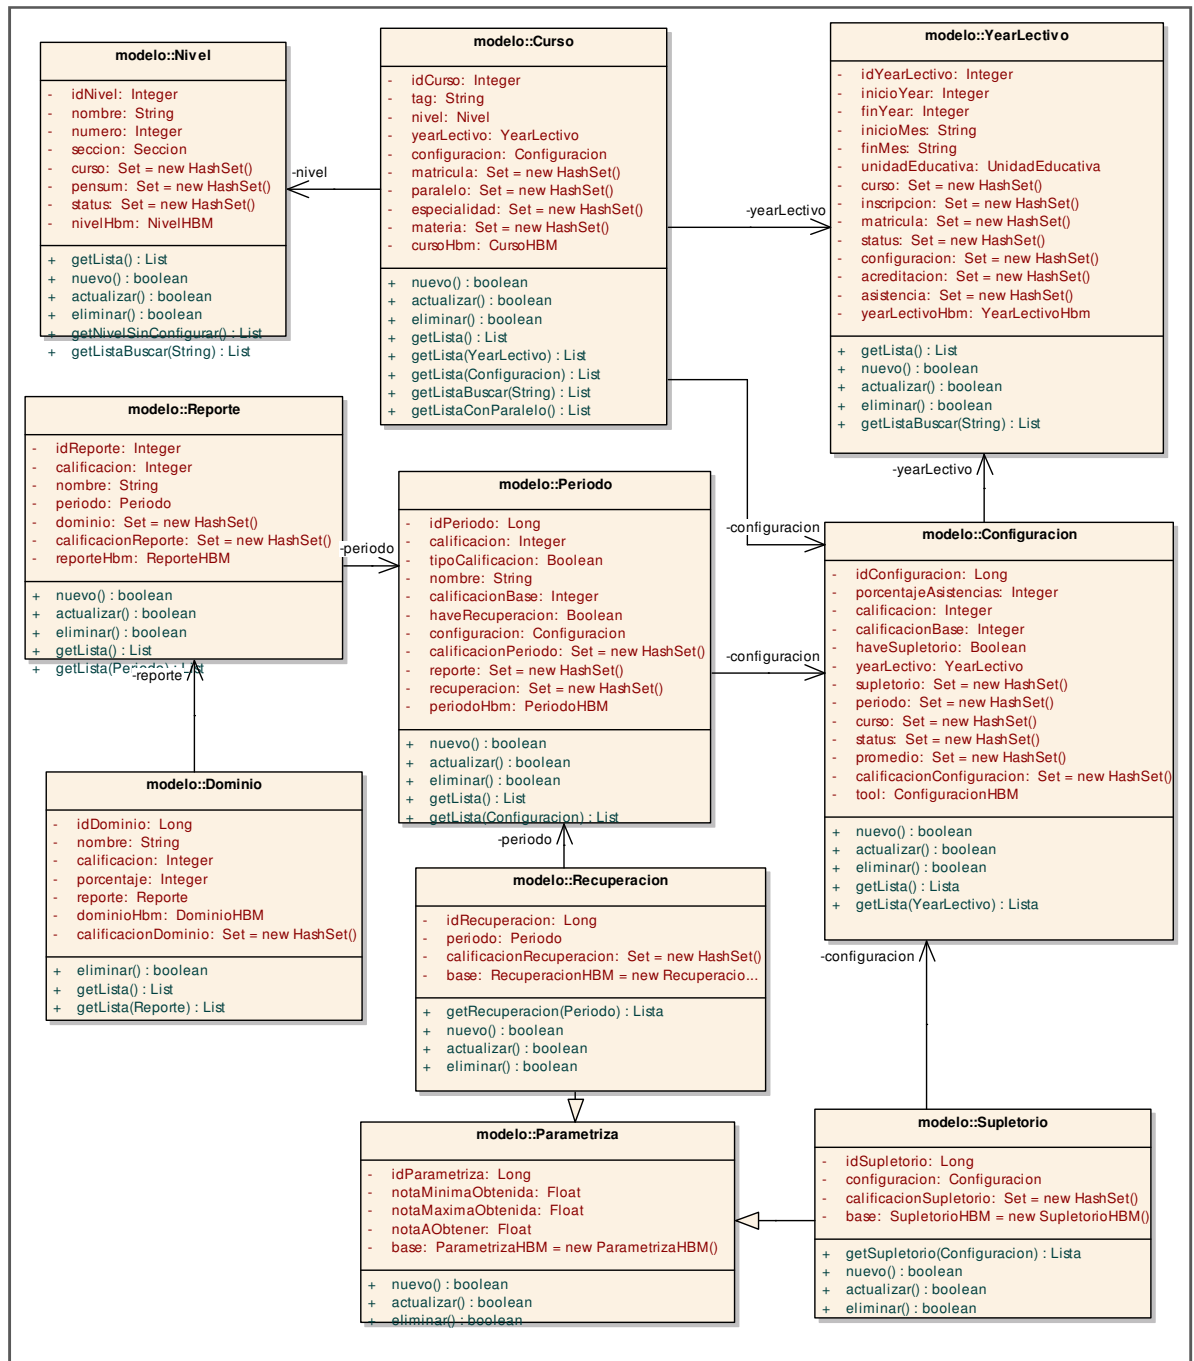 modelo::Nivel
- idNivel: Integer
- nombre: String
- numero: Integer
- seccion: Seccion
- curso: Set = new HashSet()
- pensum: Set = new HashSet()
- status: Set = new HashSet()
- nivelHbm: NivelHBM
+ getLista() : List
+ nuevo() : boolean
+ actualizar() : boolean
+ eliminar() : boolean
+ getNivelSinConfigurar() : List
+ getListaBuscar(String) : List
-nivel
modelo::Curso
- idCurso: Integer
- tag: String
- nivel: Nivel
- yearLectivo: YearLectivo
- configuracion: Configuracion
- matricula: Set = new HashSet()
- paralelo: Set = new HashSet()
- especialidad: Set = new HashSet()
- materia: Set = new HashSet()
- cursoHbm: CursoHBM
+ nuevo() : boolean
+ actualizar() : boolean
+ eliminar() : boolean
+ getLista() : List
+ getLista(YearLectivo) : List
+ getLista(Configuracion) : List
+ getListaBuscar(String) : List
+ getListaConParalelo() : List
-yearLectivo
modelo::YearLectivo
- idYearLectivo: Integer
- inicioYear: Integer
- finYear: Integer
- inicioMes: String
- finMes: String
- unidadEducativa: UnidadEducativa
- curso: Set = new HashSet()
- inscripcion: Set = new HashSet()
- matricula: Set = new HashSet()
- status: Set = new HashSet()
- configuracion: Set = new HashSet()
- acreditacion: Set = new HashSet()
- asistencia: Set = new HashSet()
- yearLectivoHbm: YearLectivoHbm
+ getLista() : List
+ nuevo() : boolean
+ actualizar() : boolean
+ eliminar() : boolean
+ getListaBuscar(String) : List
-yearLectivo
modelo::Reporte
- idReporte: Integer
- calificacion: Integer
- nombre: String
- periodo: Periodo
- dominio: Set = new HashSet()
- calificacionReporte: Set = new HashSet()
- reporteHbm: ReporteHBM
+ nuevo() : boolean
+ actualizar() : boolean
+ eliminar() : boolean
+ getLista() : List
+ getLista(Periodo) : List
-reporte
-periodo
modelo::Periodo
- idPeriodo: Long
- calificacion: Integer
- tipoCalificacion: Boolean
- nombre: String
- calificacionBase: Integer
- haveRecuperacion: Boolean
- configuracion: Configuracion
- calificacionPeriodo: Set = new HashSet()
- reporte: Set = new HashSet()
- recuperacion: Set = new HashSet()
- periodoHbm: PeriodoHBM
+ nuevo() : boolean
+ actualizar() : boolean
+ eliminar() : boolean
+ getLista() : List
+ getLista(Configuracion) : List
-periodo
-configuracion
-configuracion
modelo::Configuracion
- idConfiguracion: Long
- porcentajeAsistencias: Integer
- calificacion: Integer
- calificacionBase: Integer
- haveSupletorio: Boolean
- yearLectivo: YearLectivo
- supletorio: Set = new HashSet()
- periodo: Set = new HashSet()
- curso: Set = new HashSet()
- status: Set = new HashSet()
- promedio: Set = new HashSet()
- calificacionConfiguracion: Set = new HashSet()
- tool: ConfiguracionHBM
+ nuevo() : boolean
+ actualizar() : boolean
+ eliminar() : boolean
+ getLista() : Lista
+ getLista(YearLectivo) : Lista
-configuracion
modelo::Dominio
- idDominio: Long
- nombre: String
- calificacion: Integer
- porcentaje: Integer
- reporte: Reporte
- dominioHbm: DominioHBM
- calificacionDominio: Set = new HashSet()
+ eliminar() : boolean
+ getLista() : List
+ getLista(Reporte) : List
modelo::Recuperacion
- idRecuperacion: Long
- periodo: Periodo
- calificacionRecuperacion: Set = new HashSet()
- base: RecuperacionHBM = new Recuperacio...
+ getRecuperacion(Periodo) : Lista
+ nuevo() : boolean
+ actualizar() : boolean
+ eliminar() : boolean
modelo::Parametriza
- idParametriza: Long
- notaMinimaObtenida: Float
- notaMaximaObtenida: Float
- notaAObtener: Float
- base: ParametrizaHBM = new ParametrizaHBM()
+ nuevo() : boolean
+ actualizar() : boolean
+ eliminar() : boolean
modelo::Supletorio
- idSupletorio: Long
- configuracion: Configuracion
- calificacionSupletorio: Set = new HashSet()
- base: SupletorioHBM = new SupletorioHBM()
+ getSupletorio(Configuracion) : Lista
+ nuevo() : boolean
+ actualizar() : boolean
+ eliminar() : boolean